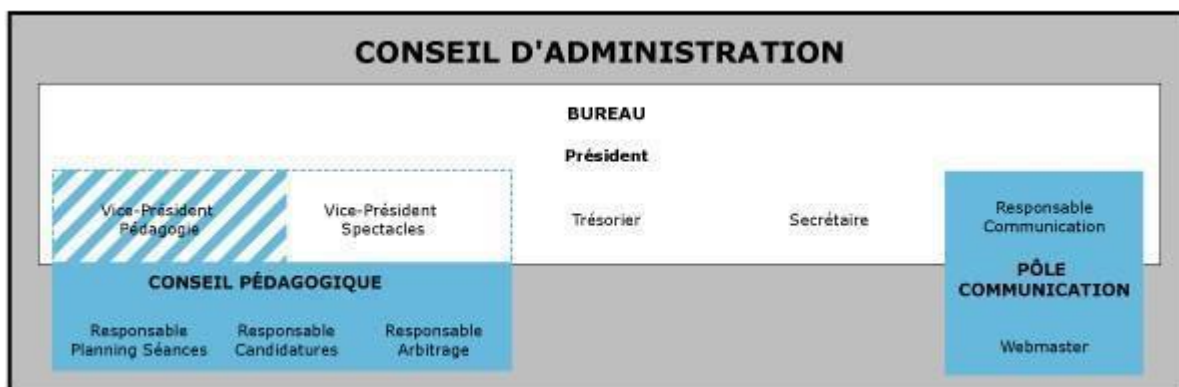 CONSEIL D'ADMINISTRATION
BUREAU
Président
Vice-Président
Pédagogie
Vice-Président
Spectacles
Trésorier
Secrétaire
Responsable
Communication
CONSEIL PÉDAGOGIQUE
PÔLE
COMMUNICATION
Responsable
Planning Séances
Responsable
Candidatures
Responsable
Arbitrage
Webmaster